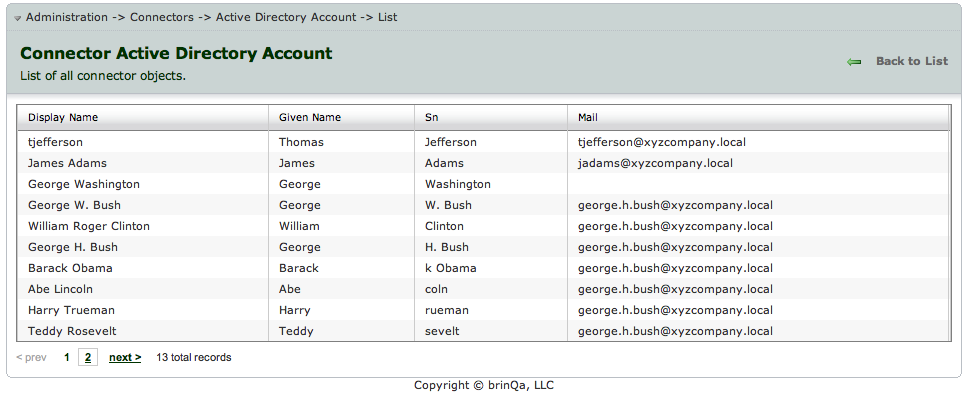 Administration -> Connectors -> Active Directory Account -> List
Connector Active Directory Account
List of all connector objects.
Back to List
Display Name Given Name Sn Mail
tjefferson Thomas Jefferson tjefferson@xyzcompany.local
James Adams James Adams jadams@xyzcompany.local
George Washington George Washington
George W. Bush George W. Bush george.h.bush@xyzcompany.local
William Roger Clinton William Clinton george.h.bush@xyzcompany.local
George H. Bush George H. Bush george.h.bush@xyzcompany.local
Barack Obama Barack k Obama george.h.bush@xyzcompany.local
Abe Lincoln Abe coln george.h.bush@xyzcompany.local
Harry Trueman Harry rueman george.h.bush@xyzcompany.local
Teddy Rosevelt Teddy sevelt george.h.bush@xyzcompany.local
< prev 1 2 next > 13 total records
Copyright © brinQa, LLC